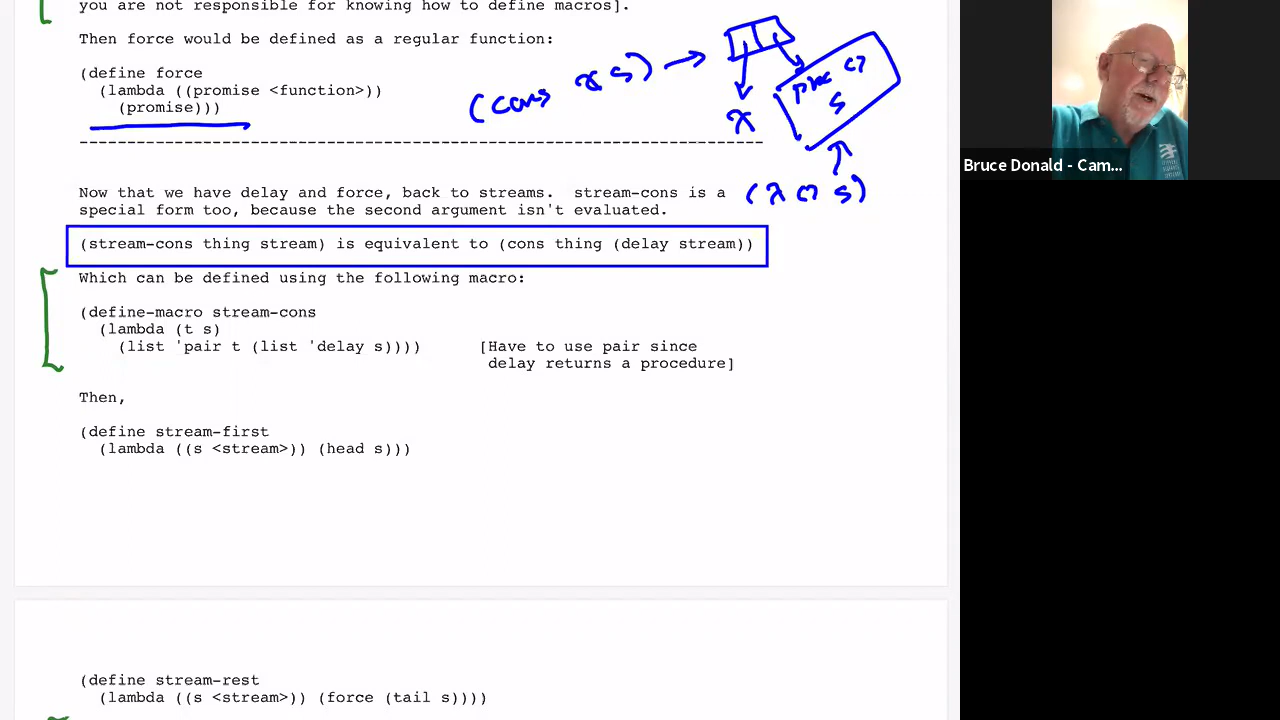 you are not responsible for knowing how to define macros].
Then force would be defined as a regular function:
(define force
(lambda ((promise <function>))
(promise)))
(cons x s) →
x
proc ()
s
(λ () s)
-----------------------------------------------------------------------
Now that we have delay and force, back to streams. stream-cons is a
special form too, because the second argument isn't evaluated.
(stream-cons thing stream) is equivalent to (cons thing (delay stream))
Which can be defined using the following macro:
(define-macro stream-cons
(lambda (t s)
(list 'pair t (list 'delay s)))) [Have to use pair since
delay returns a procedure]
Then,
(define stream-first
(lambda ((s <stream>)) (head s)))
(define stream-rest
(lambda ((s <stream>)) (force (tail s))))
Bruce Donald - Cam...